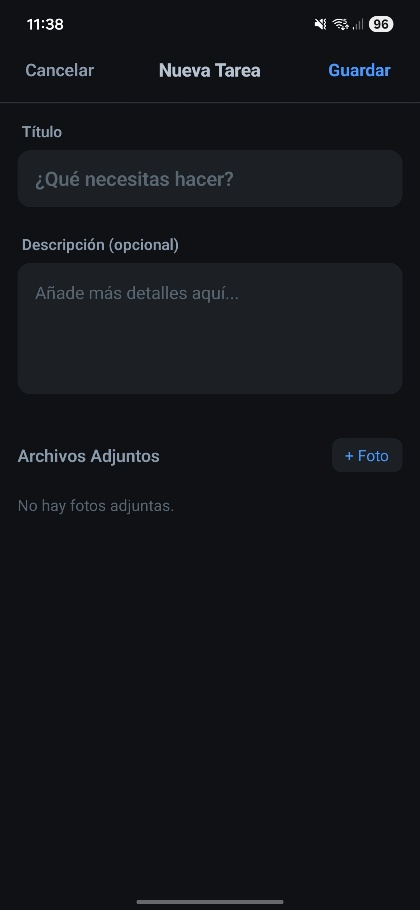 11:38
96
Cancelar
Nueva Tarea
Guardar
Título
¿Qué necesitas hacer?
Descripción (opcional)
Añade más detalles aquí...
Archivos Adjuntos
+ Foto
No hay fotos adjuntas.